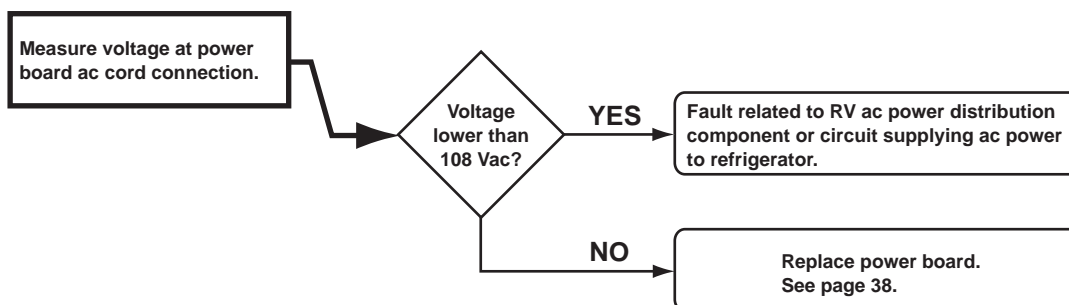 Measure voltage at power
board ac cord connection.
Voltage
lower than
108 Vac?
YES
Fault related to RV ac power distribution
component or circuit supplying ac power
to refrigerator.
NO
Replace power board.
See page 38.